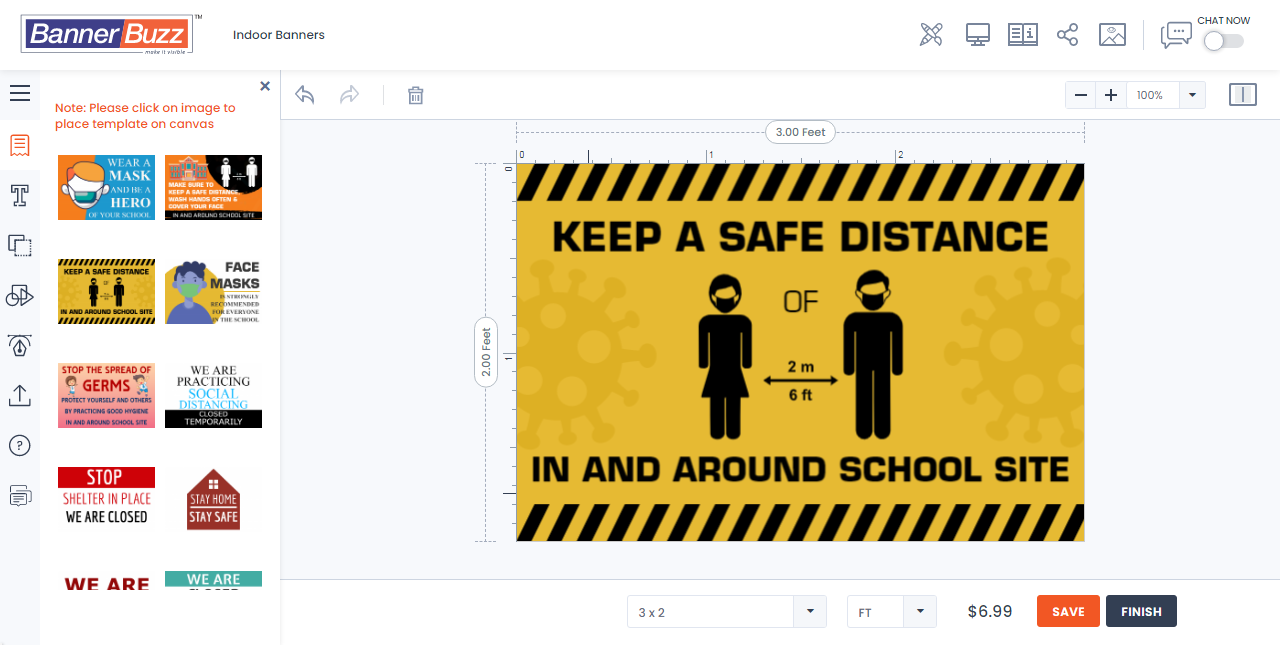 BannerBuzz
TM
make it visible
Indoor Banners
CHAT NOW
Note: Please click on image to
place template on canvas
100%
WEAR A
MASK
AND BE A
HERO
OF YOUR SCHOOL
MAKE SURE TO
KEEP A SAFE DISTANCE,
WASH HANDS OFTEN &
COVER YOUR FACE
IN AND AROUND SCHOOL SITE
KEEP A SAFE DISTANCE
OF
IN AND AROUND SCHOOL SITE
FACE
MASKS
IS STRONGLY
RECOMMENDED
FOR EVERYONE
IN THE SCHOOL
STOP THE SPREAD OF
GERMS
PROTECT YOURSELF AND OTHERS
BY PRACTICING GOOD HYGIENE
IN AND AROUND SCHOOL SITE
WE ARE
PRACTICING
SOCIAL
DISTANCING
CLOSED
TEMPORARILY
STOP
SHELTER IN PLACE
WE ARE CLOSED
STAY HOME
STAY SAFE
WE ARE
WE ARE
3.00 Feet
0
1
2
0
1
2.00 Feet
KEEP A SAFE DISTANCE
OF
2 m
6 ft
IN AND AROUND SCHOOL SITE
3 x 2
FT
$6.99
SAVE
FINISH